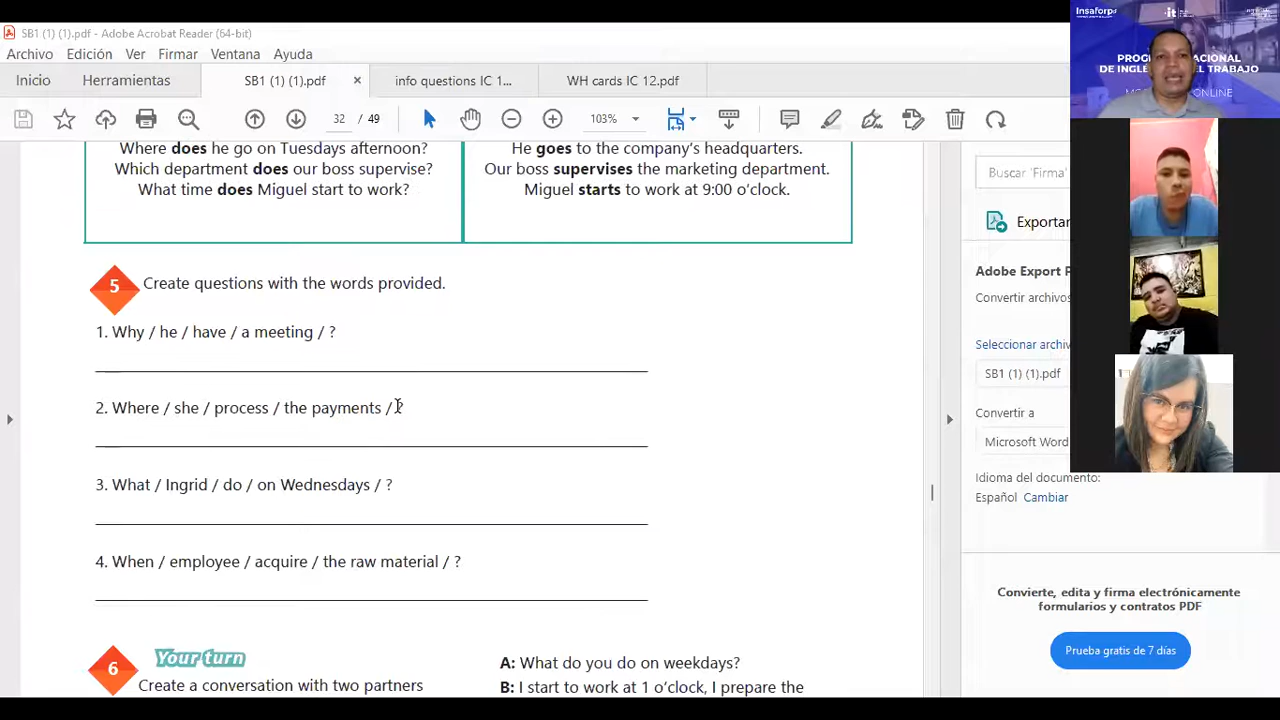 SB1 (1) (1).pdf - Adobe Acrobat Reader (64-bit)
Archivo Edición Ver Firmar Ventana Ayuda
Inicio Herramientas SB1 (1) (1).pdf × info questions IC 1... WH cards IC 12.pdf
32 / 49 103%
Where does he go on Tuesdays afternoon?
Which department does our boss supervise?
What time does Miguel start to work?
He goes to the company's headquarters.
Our boss supervises the marketing department.
Miguel starts to work at 9:00 o'clock.
5 Create questions with the words provided.
1. Why / he / have / a meeting / ?
2. Where / she / process / the payments / ?
3. What / Ingrid / do / on Wednesdays / ?
4. When / employee / acquire / the raw material / ?
6 Your turn
Create a conversation with two partners
A: What do you do on weekdays?
B: I start to work at 1 o'clock, I prepare the
Buscar 'Firma'
Exportar
Adobe Export P
Convertir archivos
Seleccionar archi
SB1 (1) (1).pdf
Convertir a
Microsoft Word
Idioma del documento:
Español Cambiar
Convierte, edita y firma electrónicamente
formularios y contratos PDF
Prueba gratis de 7 días
Insaforp
it